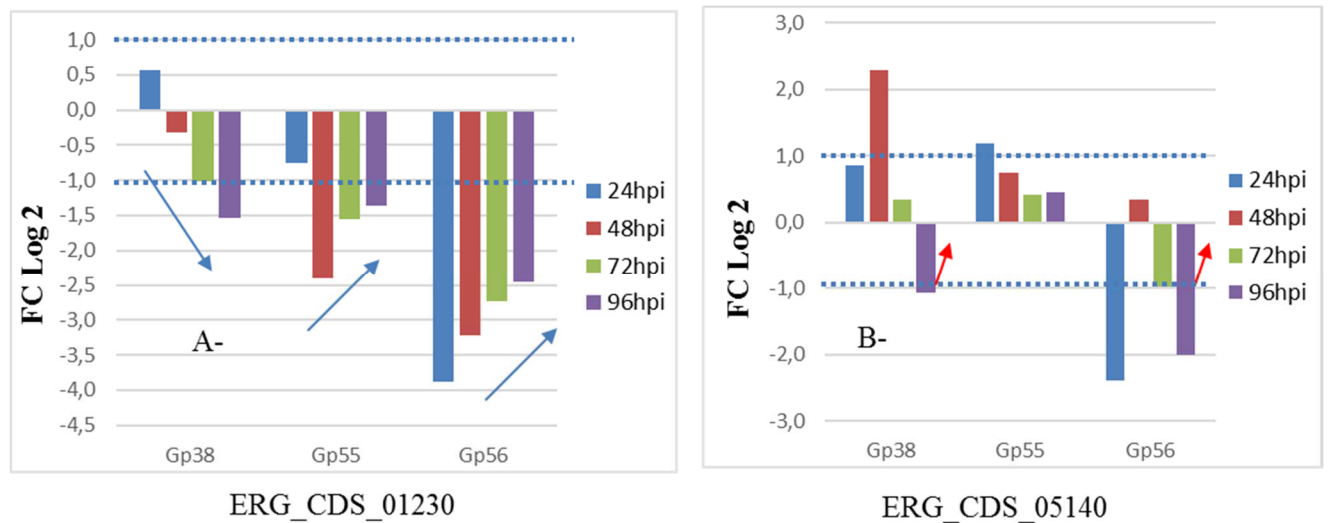 1,0
0,5
0,0
-0,5
-1,0
-1,5
-2,0
-2,5
-3,0
-3,5
-4,0
-4,5
FC Log 2
A-
Gp38 Gp55 Gp56
24hpi
48hpi
72hpi
96hpi
ERG_CDS_01230
3,0
2,0
1,0
0,0
-1,0
-2,0
-3,0
FC Log 2
B-
Gp38 Gp55 Gp56
24hpi
48hpi
72hpi
96hpi
ERG_CDS_05140